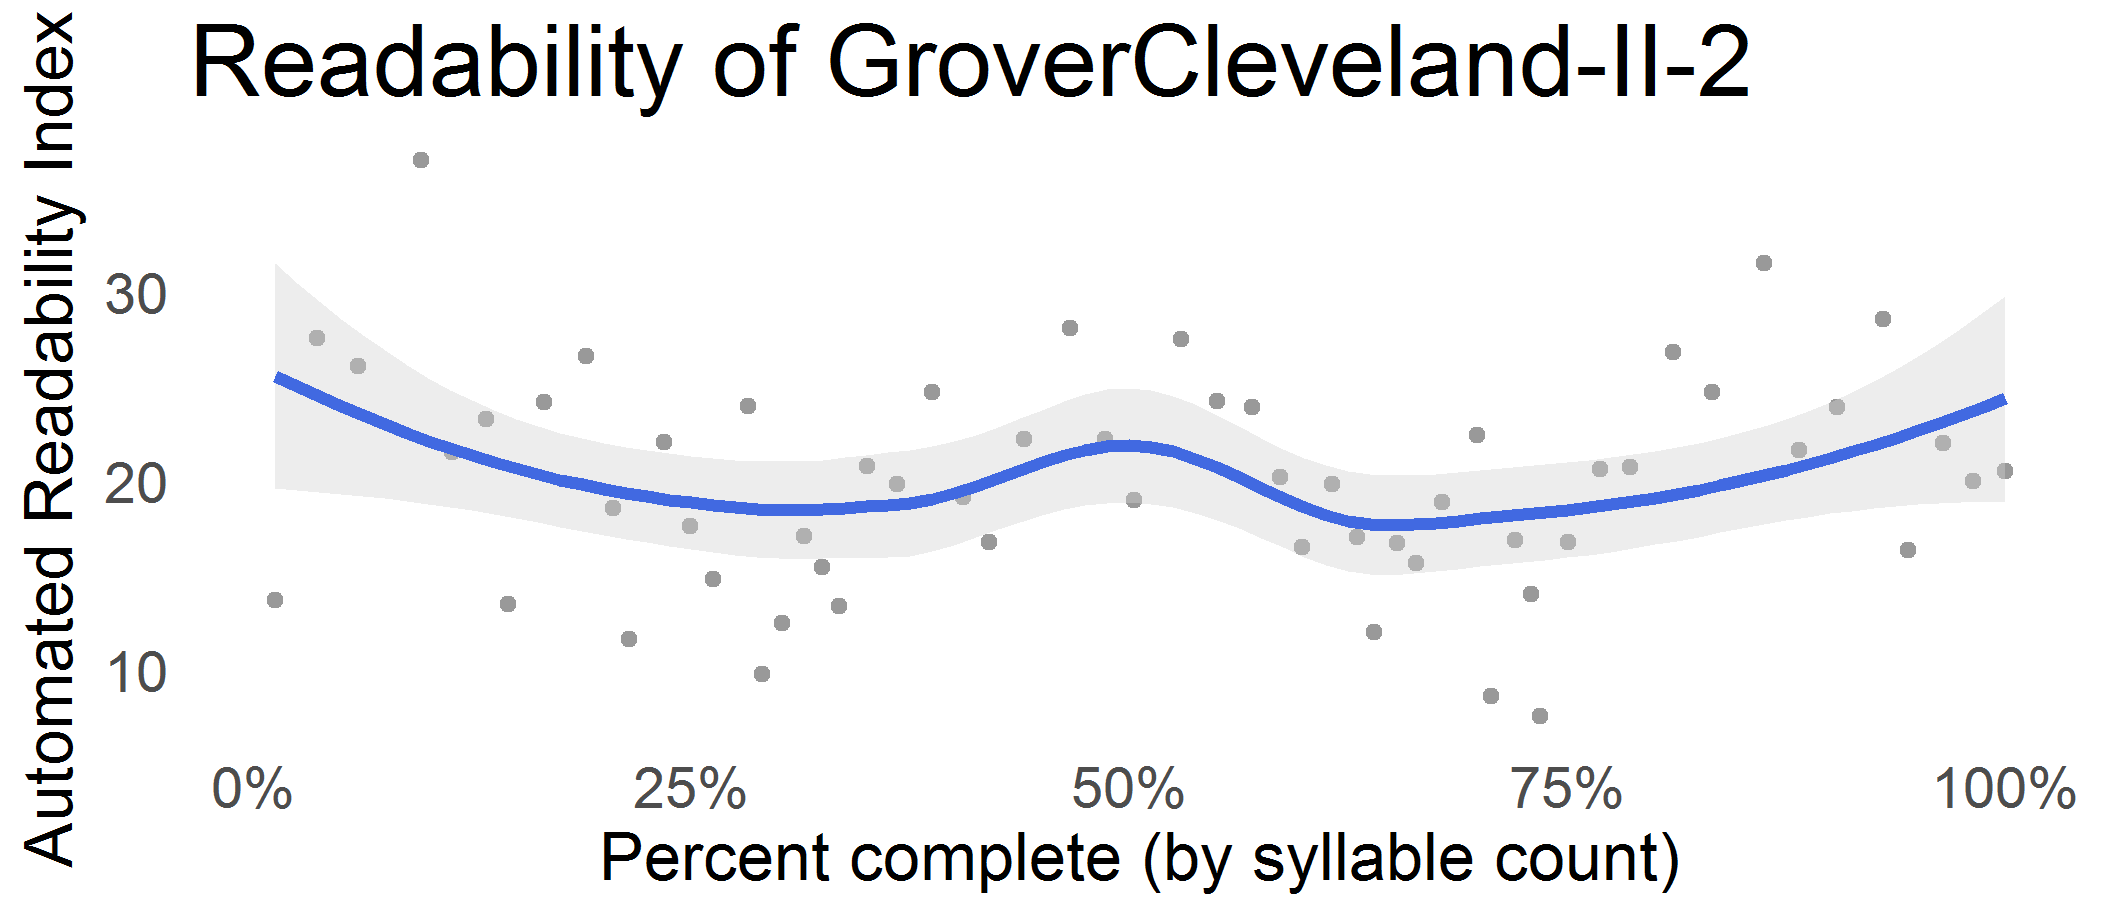 Readability of GroverCleveland-II-2
Automated Readability Index
30
20
10
0%
25%
50%
75%
100%
Percent complete (by syllable count)